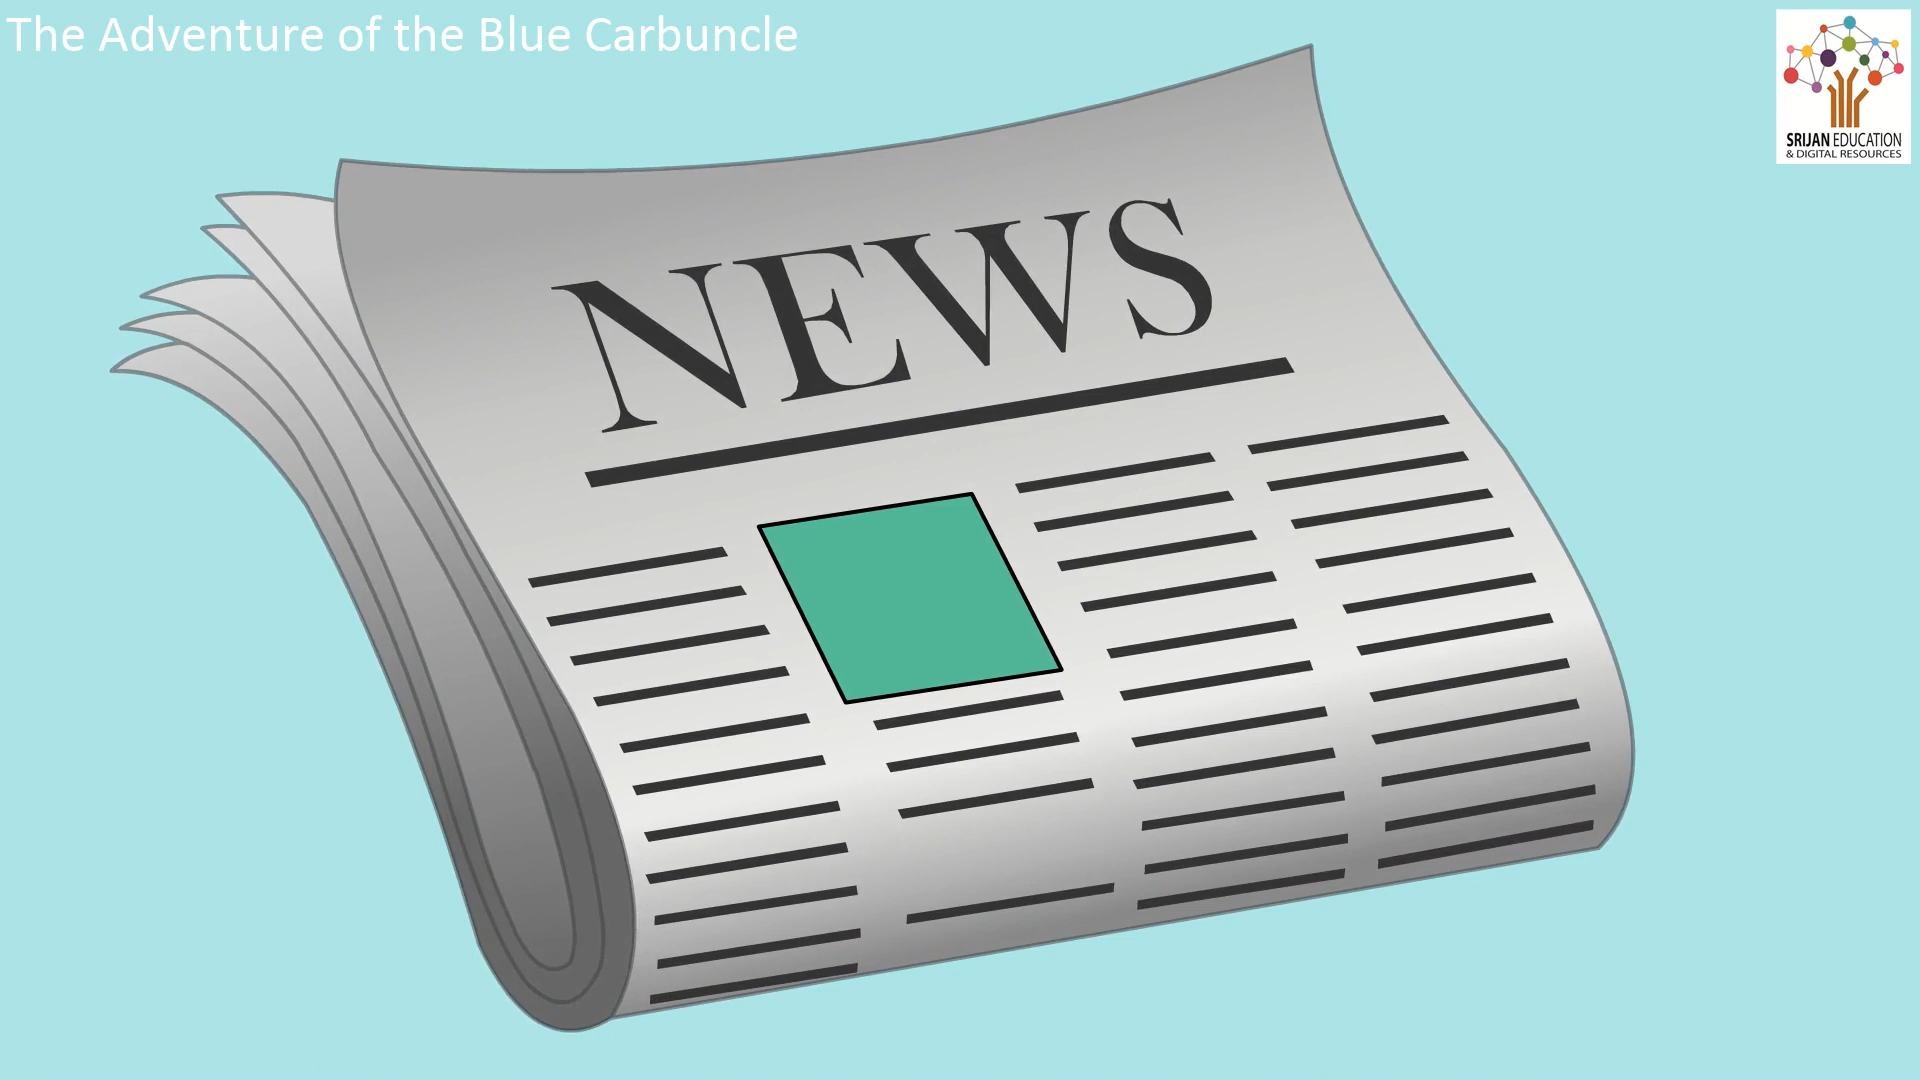 The Adventure of the Blue Carbuncle
SRIJAN EDUCATION
& DIGITAL RESOURCES
NEWS